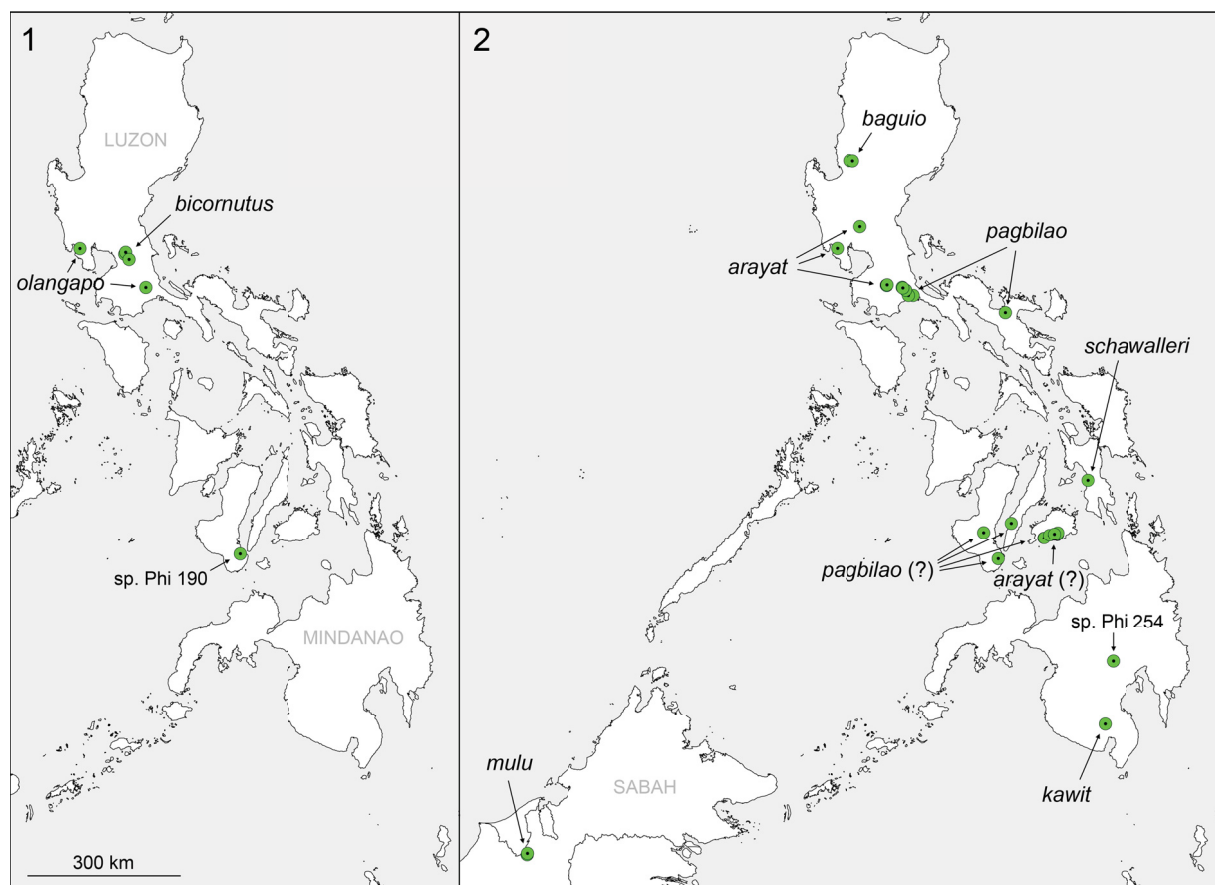 1
LUZON
bicornutus
olangapo
sp. Phi 190
MINDANAO
300 km
2
baguio
pagbilao
arayat
schawalleri
pagbilao (?)
arayat (?)
sp. Phi 254
mulu
SABAH
kawit